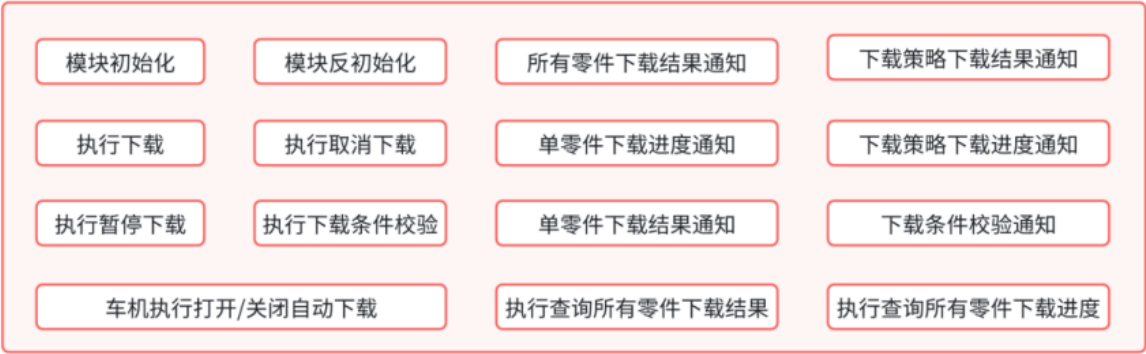 模块初始化
模块反初始化
所有零件下载结果通知
下载策略下载结果通知
执行下载
执行取消下载
单零件下载进度通知
下载策略下载进度通知
执行暂停下载
执行下载条件校验
单零件下载结果通知
下载条件校验通知
车机执行打开/关闭自动下载
执行查询所有零件下载结果
执行查询所有零件下载进度